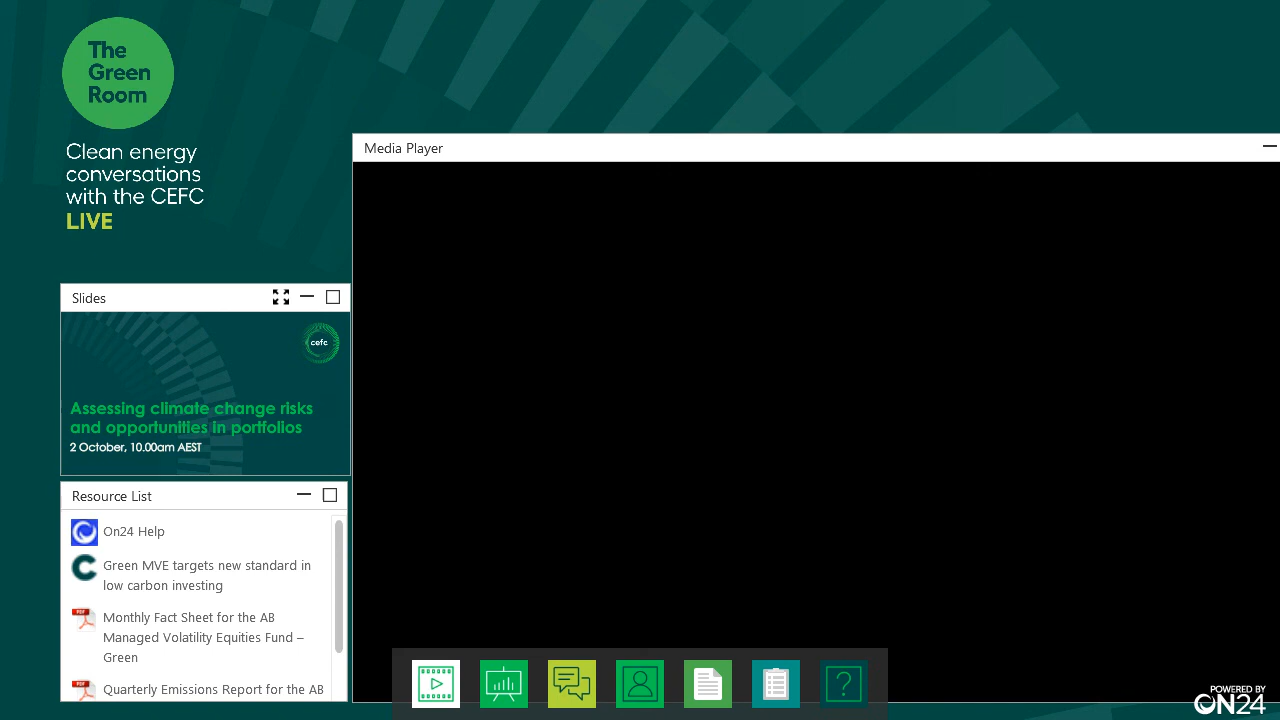 The
Green
Room
Clean energy
conversations
with the CEFC
LIVE
Media Player
Slides
cefc
Assessing climate change risks
and opportunities in portfolios
2 October, 10.00am AEST
Resource List
On24 Help
Green MVE targets new standard in
low carbon investing
PDF
Monthly Fact Sheet for the AB
Managed Volatility Equities Fund –
Green
PDF
Quarterly Emissions Report for the AB
?
POWERED BY
ON24